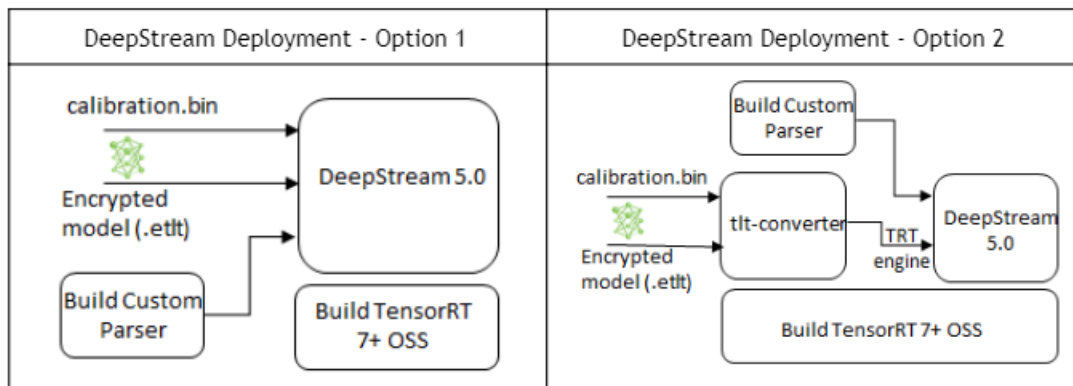 DeepStream Deployment - Option 1
calibration.bin
Encrypted
model (.etlt)
DeepStream 5.0
Build Custom
Parser
Build TensorRT
7+ OSS
DeepStream Deployment - Option 2
Build Custom
Parser
calibration.bin
Encrypted
model (.etlt)
tlt-converter
TRT
engine
DeepStream
5.0
Build TensorRT 7+ OSS